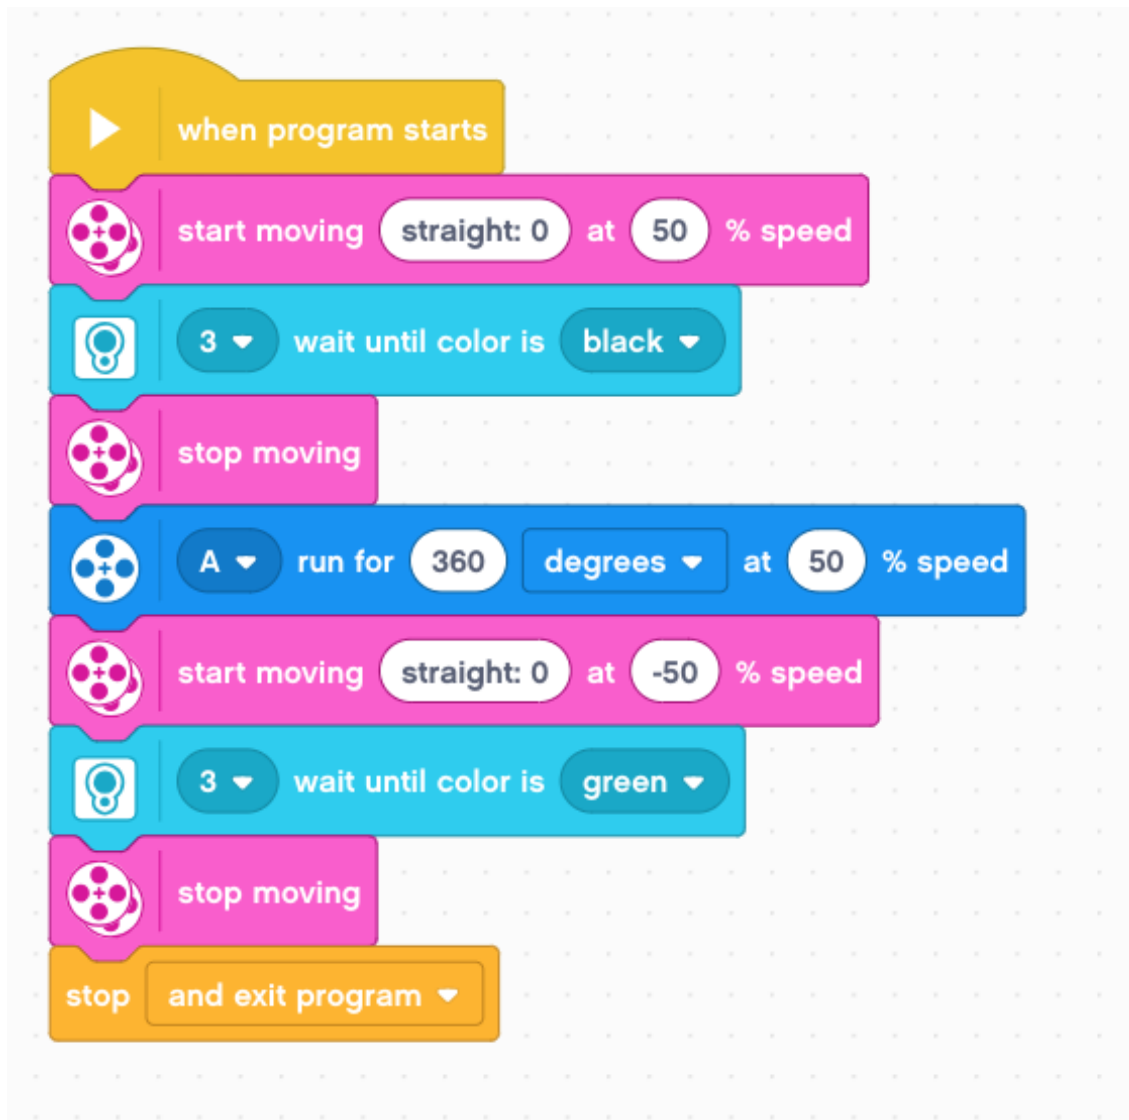 when program starts
start moving straight: 0 at 50 % speed
3 wait until color is black
stop moving
A run for 360 degrees at 50 % speed
start moving straight: 0 at -50 % speed
3 wait until color is green
stop moving
stop and exit program